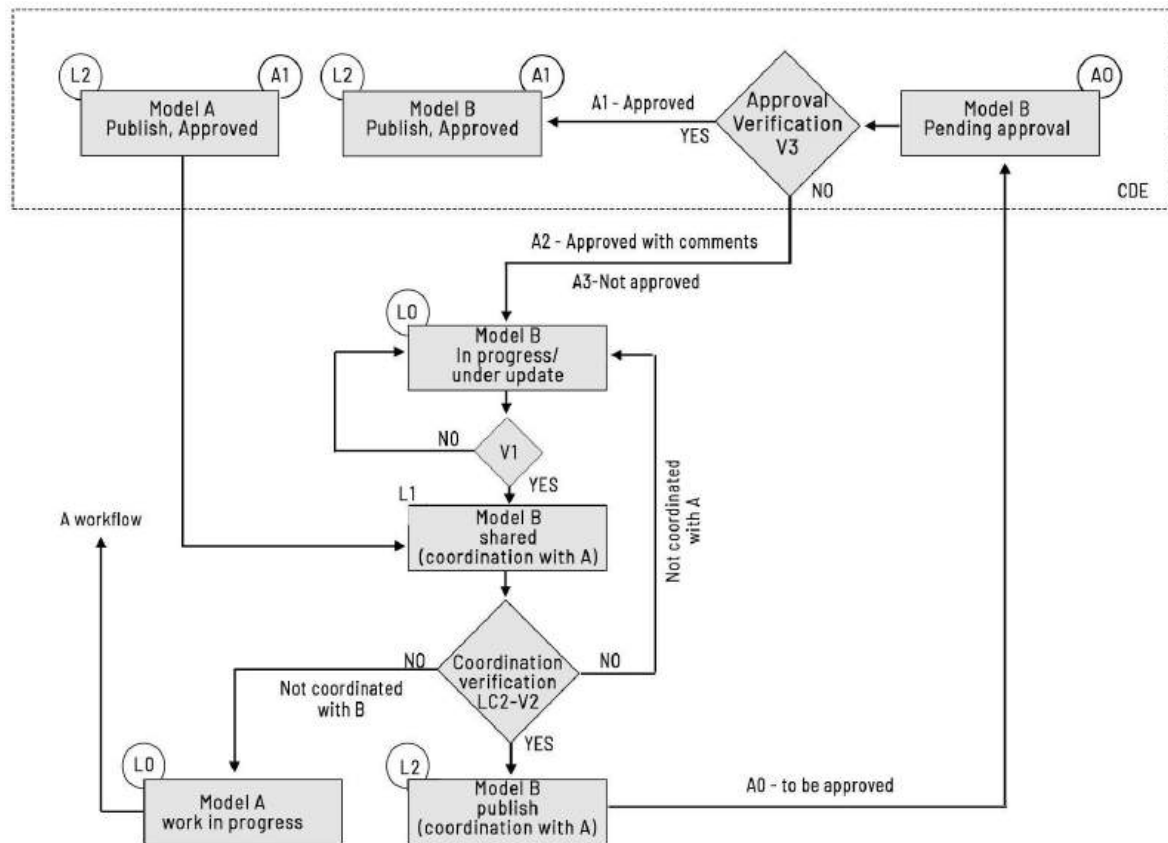 L2
A1
Model A
Publish, Approved
L2
A1
Model B
Publish, Approved
A1 - Approved
YES
Approval
Verification
V3
NO
A0
Model B
Pending approval
CDE
A2 - Approved with comments
A3-Not approved
L0
Model B
In progress/
under update
NO
V1
YES
L1
Model B
shared
(coordination with A)
Not coordinated
with A
A workflow
NO
Not coordinated
with B
Coordination
verification
LC2-V2
NO
YES
L0
Model A
work in progress
L2
Model B
publish
(coordination with A)
A0 - to be approved